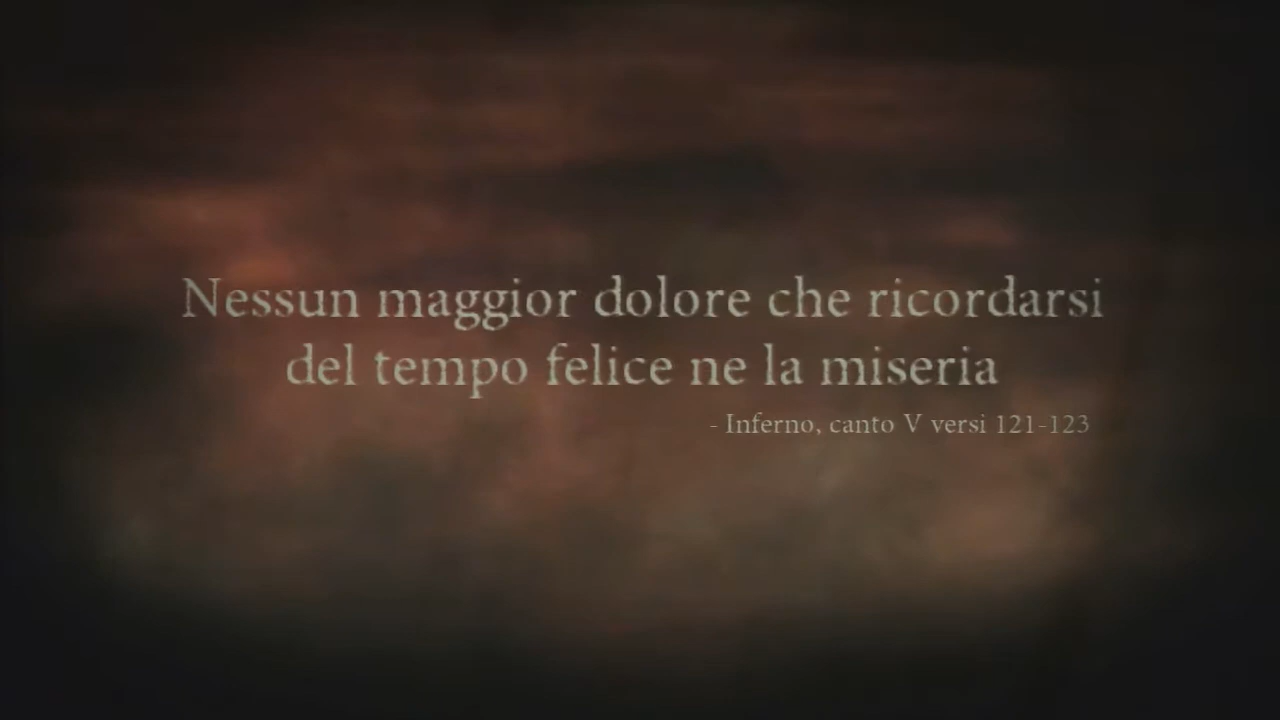 Nessun maggior dolore che ricordarsi
del tempo felice ne la miseria
- Inferno, canto V versi 121-123